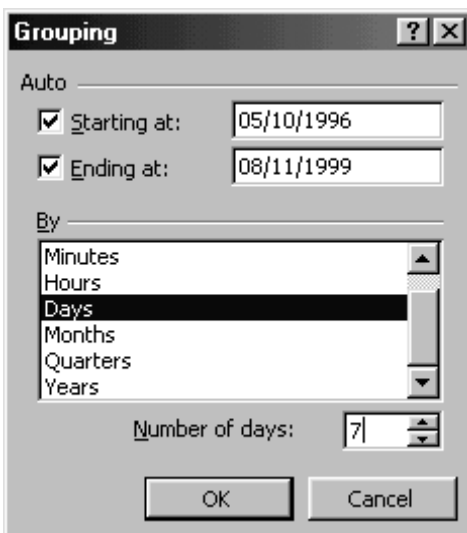 Grouping
Auto
Starting at: 05/10/1996
Ending at: 08/11/1999
By
Minutes
Hours
Days
Months
Quarters
Years
Number of days: 7
OK Cancel